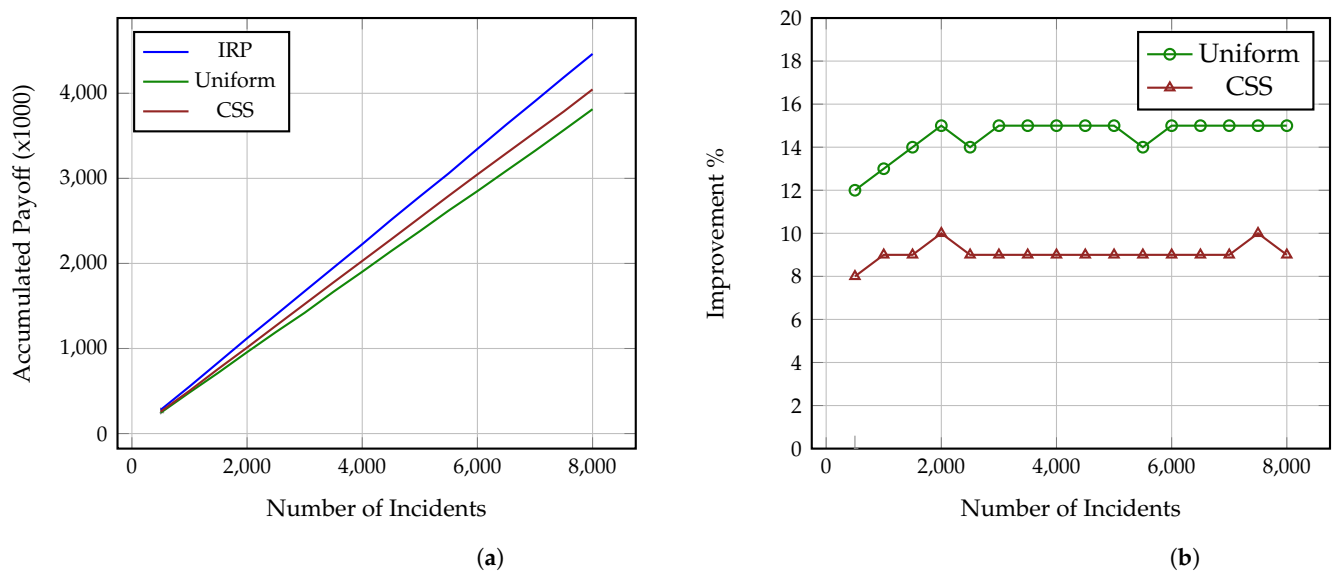 IRP
Uniform
CSS
Accumulated Payoff (x1000)
4,000
3,000
2,000
1,000
0
0 2,000 4,000 6,000 8,000
Number of Incidents
(a)
Uniform
CSS
Improvement %
20
18
16
14
12
10
8
6
4
2
0
0 2,000 4,000 6,000 8,000
Number of Incidents
(b)